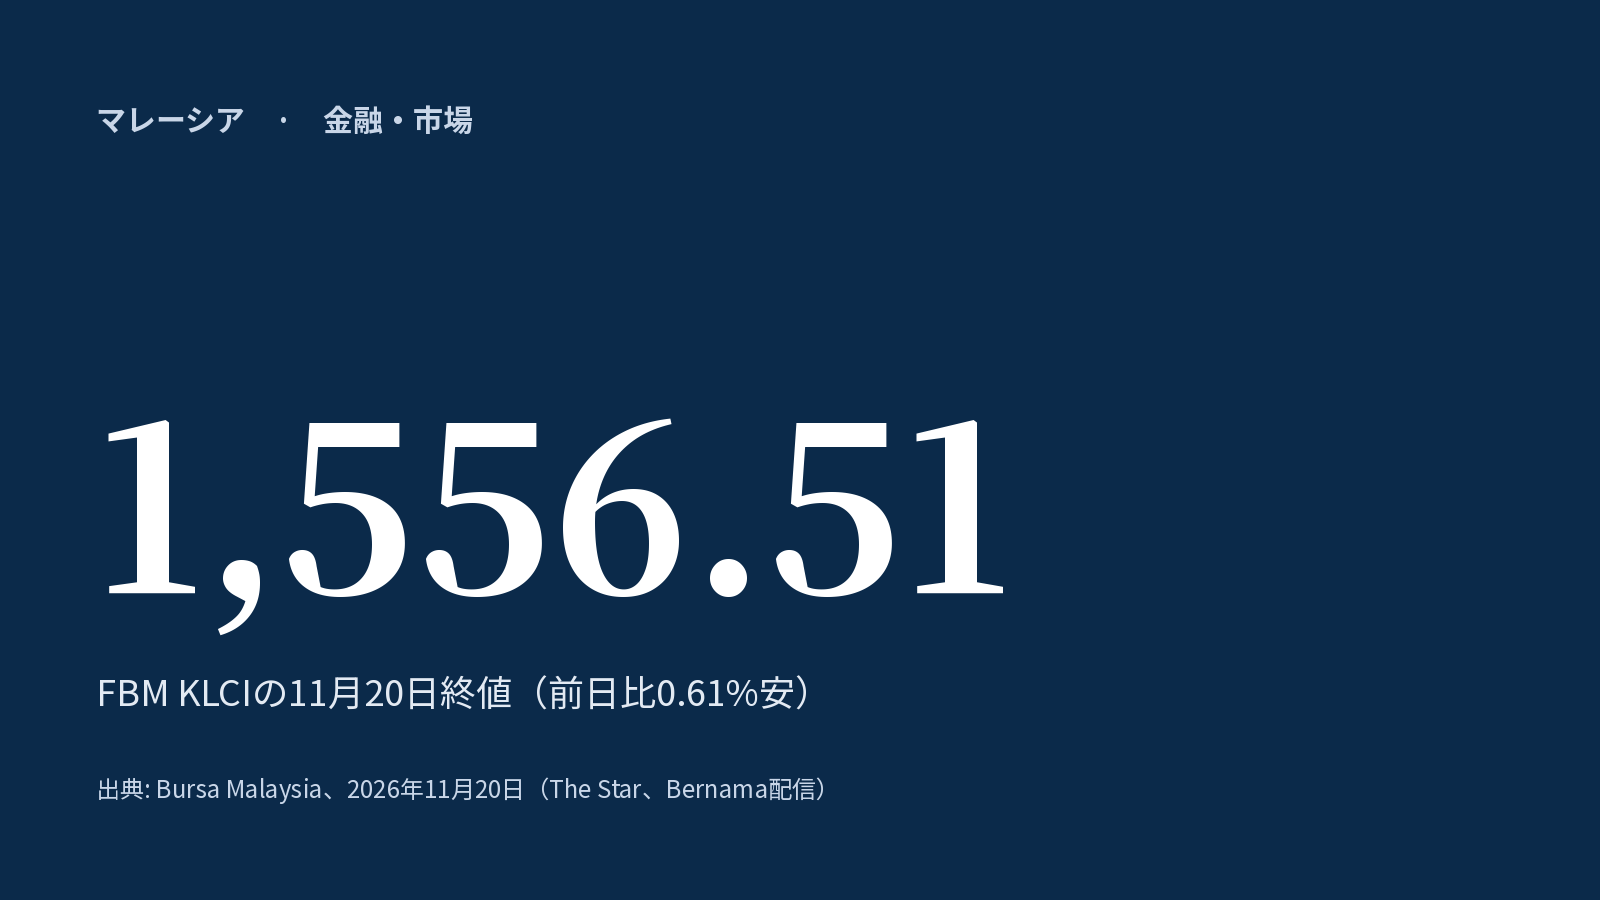 マレーシア · 金融・市場
1,556.51
FBM KLCIの11月20日終値（前日比0.61%安）
出典: Bursa Malaysia、2026年11月20日（The Star、Bernama配信）